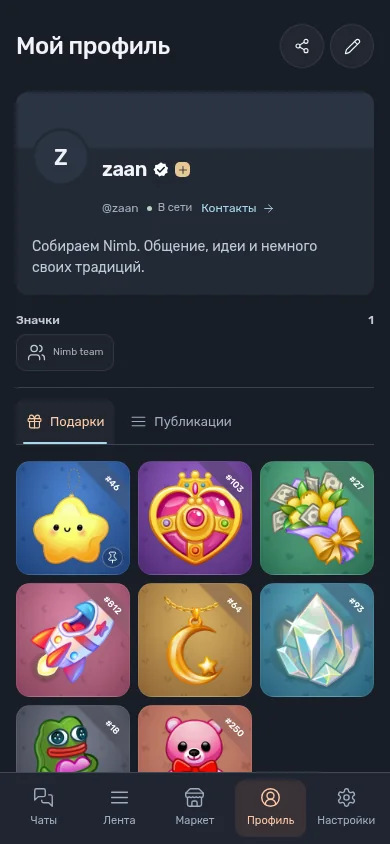 Мой профиль
Z
zaan
@zaan • В сети Контакты →
Собираем Nimb. Общение, идеи и немного
своих традиций.
Значки 1
Nimb team
Подарки Публикации
#46 #103 #27
#812 #64 #93
#18 #250
Чаты Лента Маркет Профиль Настройки